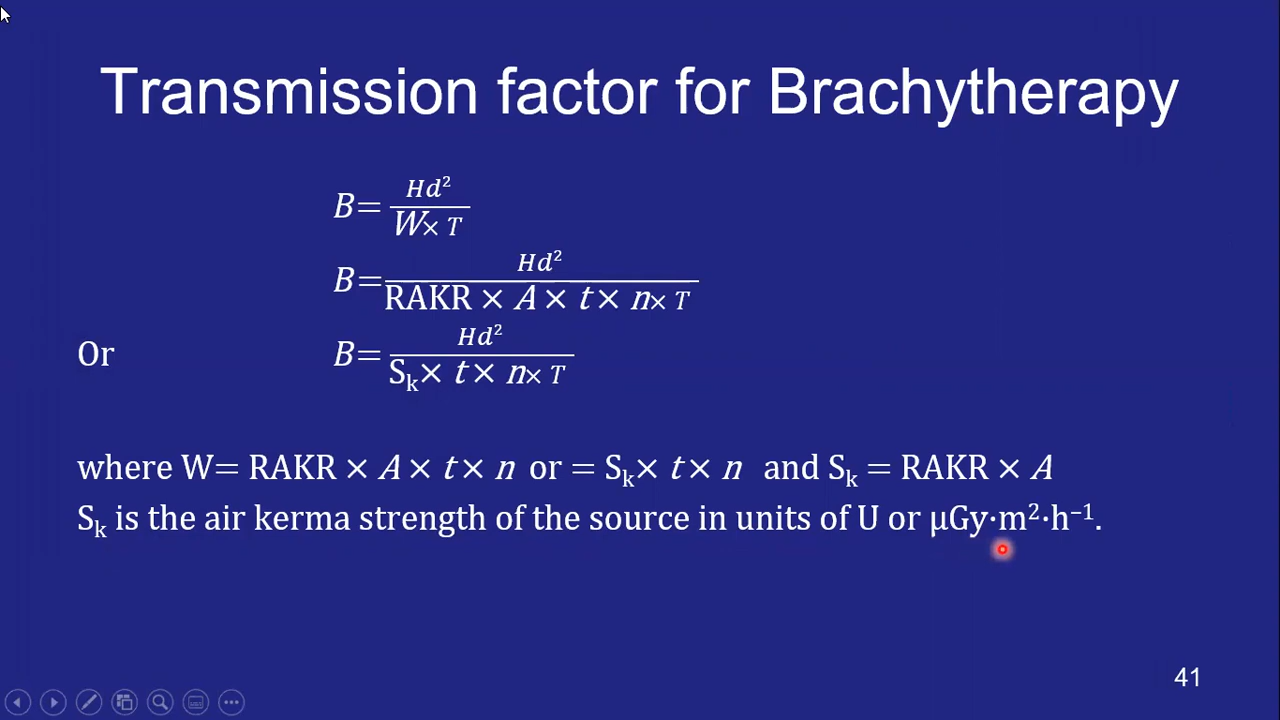 Transmission factor for Brachytherapy
B= Hd² / W× T
B= Hd² / RAKR × A × t × n× T
Or B= Hd² / Sₖ× t × n× T
where W= RAKR × A × t × n or = Sₖ× t × n and Sₖ = RAKR × A
Sₖ is the air kerma strength of the source in units of U or μGy·m²·h⁻¹.
41